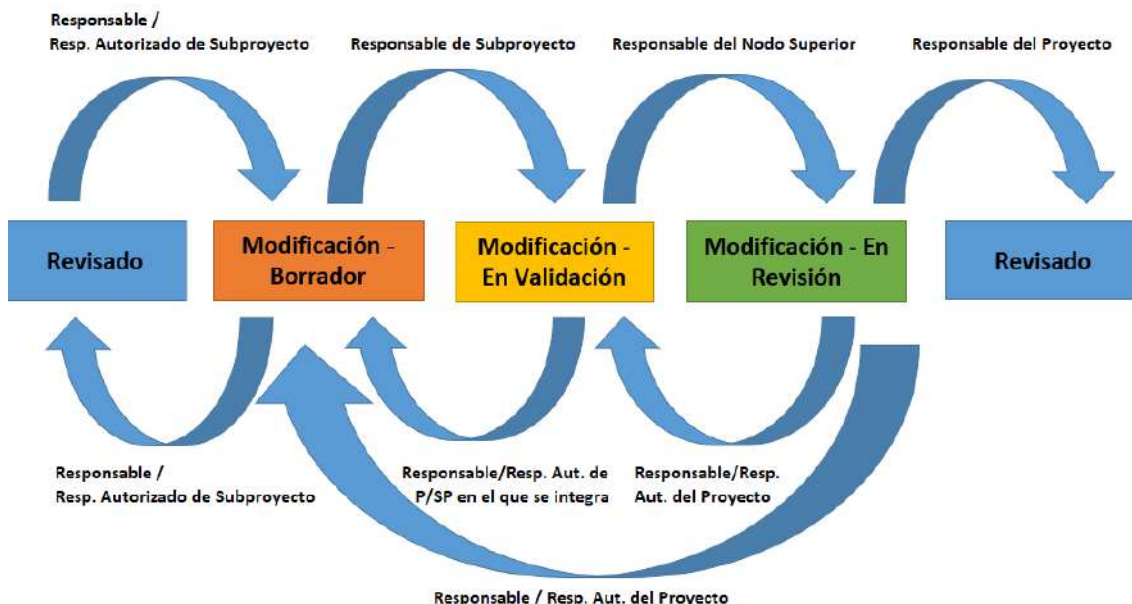 Responsable /
Resp. Autorizado de Subproyecto
Responsable de Subproyecto
Responsable del Nodo Superior
Responsable del Proyecto
Revisado
Modificación -
Borrador
Modificación -
En Validación
Modificación - En
Revisión
Revisado
Responsable /
Resp. Autorizado de Subproyecto
Responsable/Resp. Aut. de
P/SP en el que se integra
Responsable/Resp.
Aut. del Proyecto
Responsable / Resp. Aut. del Proyecto